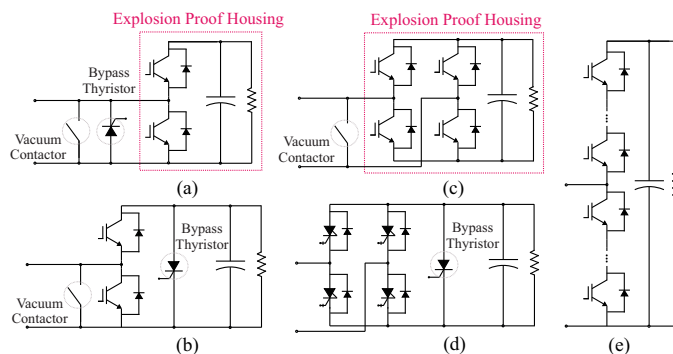 Explosion Proof Housing
Bypass
Thyristor
Vacuum
Contactor
(a)
Explosion Proof Housing
Vacuum
Contactor
(c)
Bypass
Thyristor
Vacuum
Contactor
(b)
Bypass
Thyristor
(d)
(e)